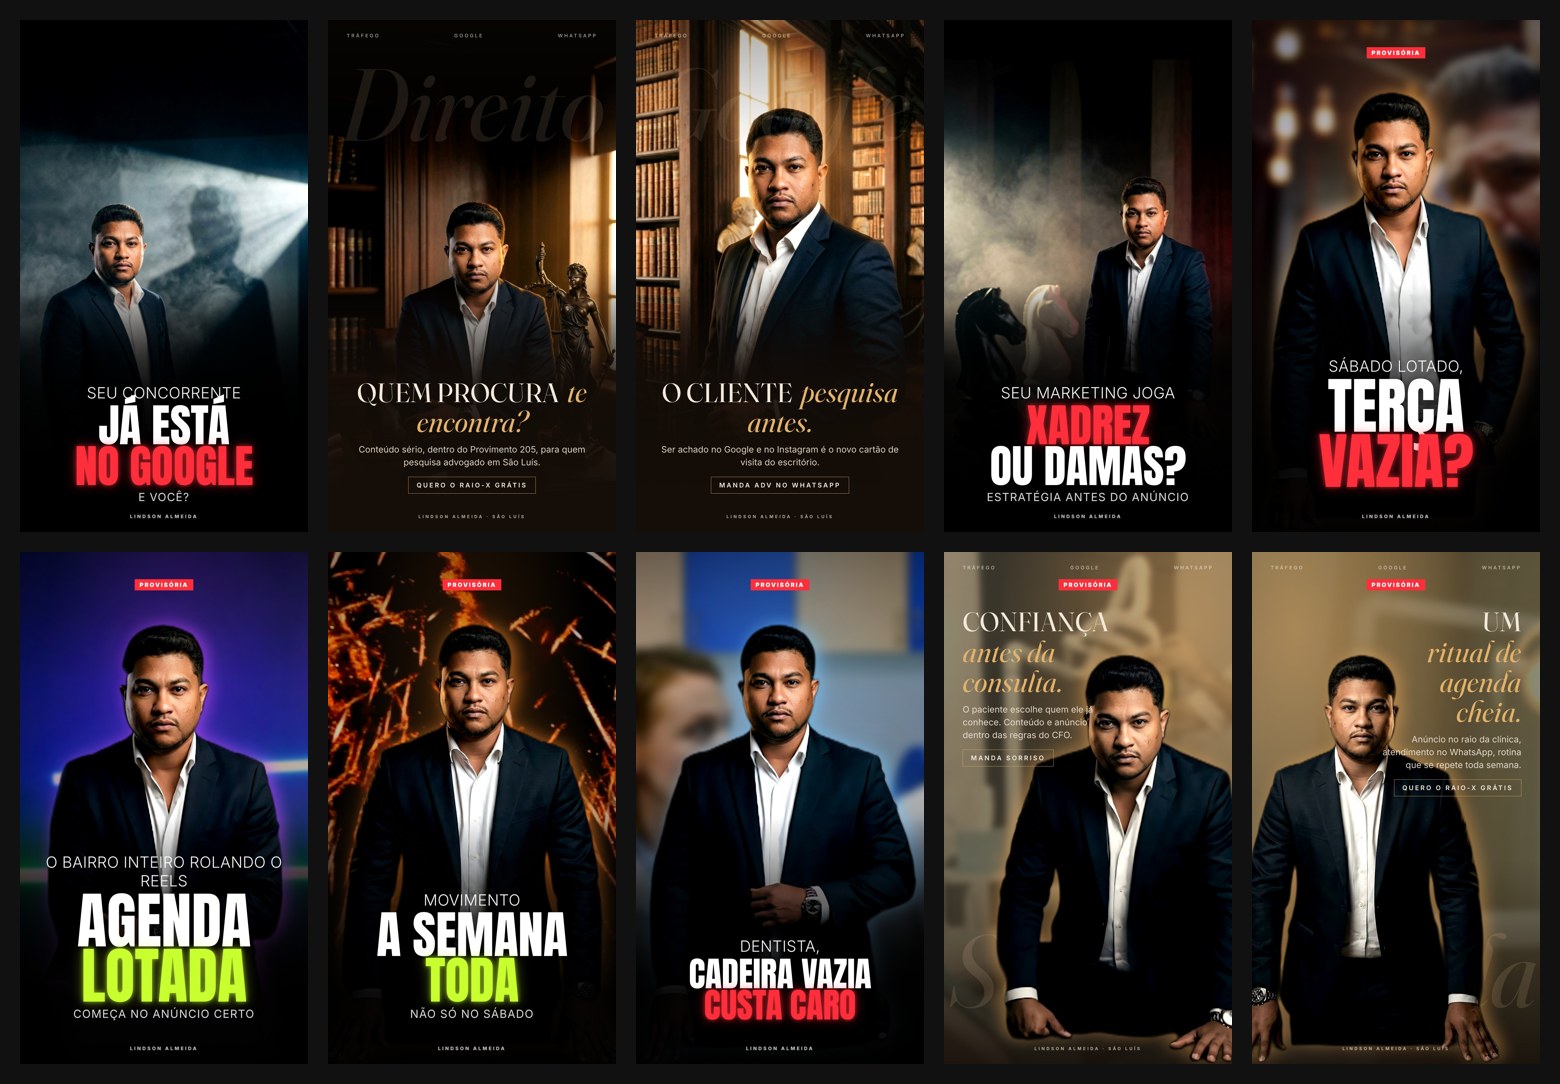 SEU CONCORRENTE
JÁ ESTÁ
NO GOOGLE
E VOCÊ?
LINDSON ALMEIDA
TRÁFEGO GOOGLE WHATSAPP
Direito
QUEM PROCURA te
encontra?
Conteúdo sério, dentro do Provimento 205, para quem
pesquisa advogado em São Luís.
QUERO O RAIO-X GRÁTIS
LINDSON ALMEIDA · SÃO LUÍS
TRÁFEGO GOOGLE WHATSAPP
Google
O CLIENTE pesquisa
antes.
Ser achado no Google e no Instagram é o novo cartão de
visita do escritório.
MANDA ADV NO WHATSAPP
LINDSON ALMEIDA · SÃO LUÍS
SEU MARKETING JOGA
XADREZ
OU DAMAS?
ESTRATÉGIA ANTES DO ANÚNCIO
LINDSON ALMEIDA
PROVISÓRIA
SÁBADO LOTADO,
TERÇA
VAZIA?
LINDSON ALMEIDA
PROVISÓRIA
O BAIRRO INTEIRO ROLANDO O
REELS
AGENDA
LOTADA
COMEÇA NO ANÚNCIO CERTO
LINDSON ALMEIDA
PROVISÓRIA
MOVIMENTO
A SEMANA
TODA
NÃO SÓ NO SÁBADO
LINDSON ALMEIDA
PROVISÓRIA
DENTISTA,
CADEIRA VAZIA
CUSTA CARO
LINDSON ALMEIDA
TRÁFEGO GOOGLE WHATSAPP
PROVISÓRIA
CONFIANÇA
antes da
consulta.
O paciente escolhe quem ele já
conhece. Conteúdo e anúncio
dentro das regras do CFO.
MANDA SORRISO
LINDSON ALMEIDA · SÃO LUÍS
TRÁFEGO GOOGLE WHATSAPP
PROVISÓRIA
UM
ritual de
agenda
cheia.
Anúncio no raio da clínica,
atendimento no WhatsApp, rotina
que se repete toda semana.
QUERO O RAIO-X GRÁTIS
LINDSON ALMEIDA · SÃO LUÍS